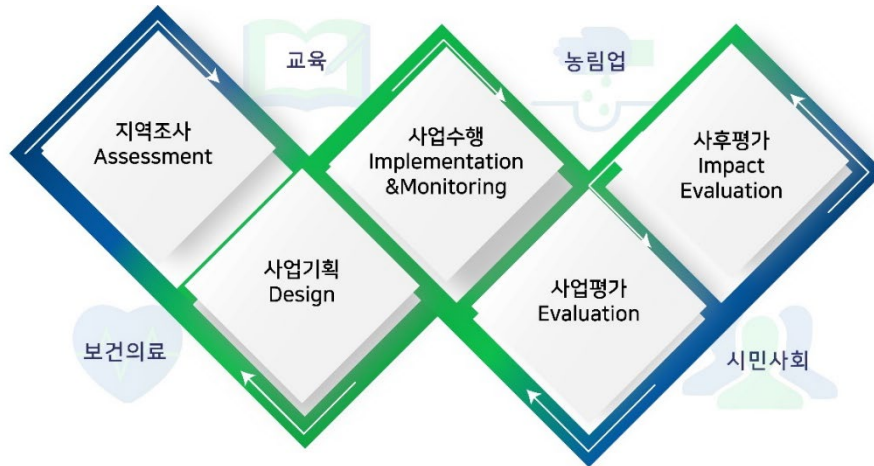 교육
농림업
지역조사
Assessment
사업수행
Implementation
&Monitoring
사후평가
Impact
Evaluation
사업기획
Design
사업평가
Evaluation
보건의료
시민사회